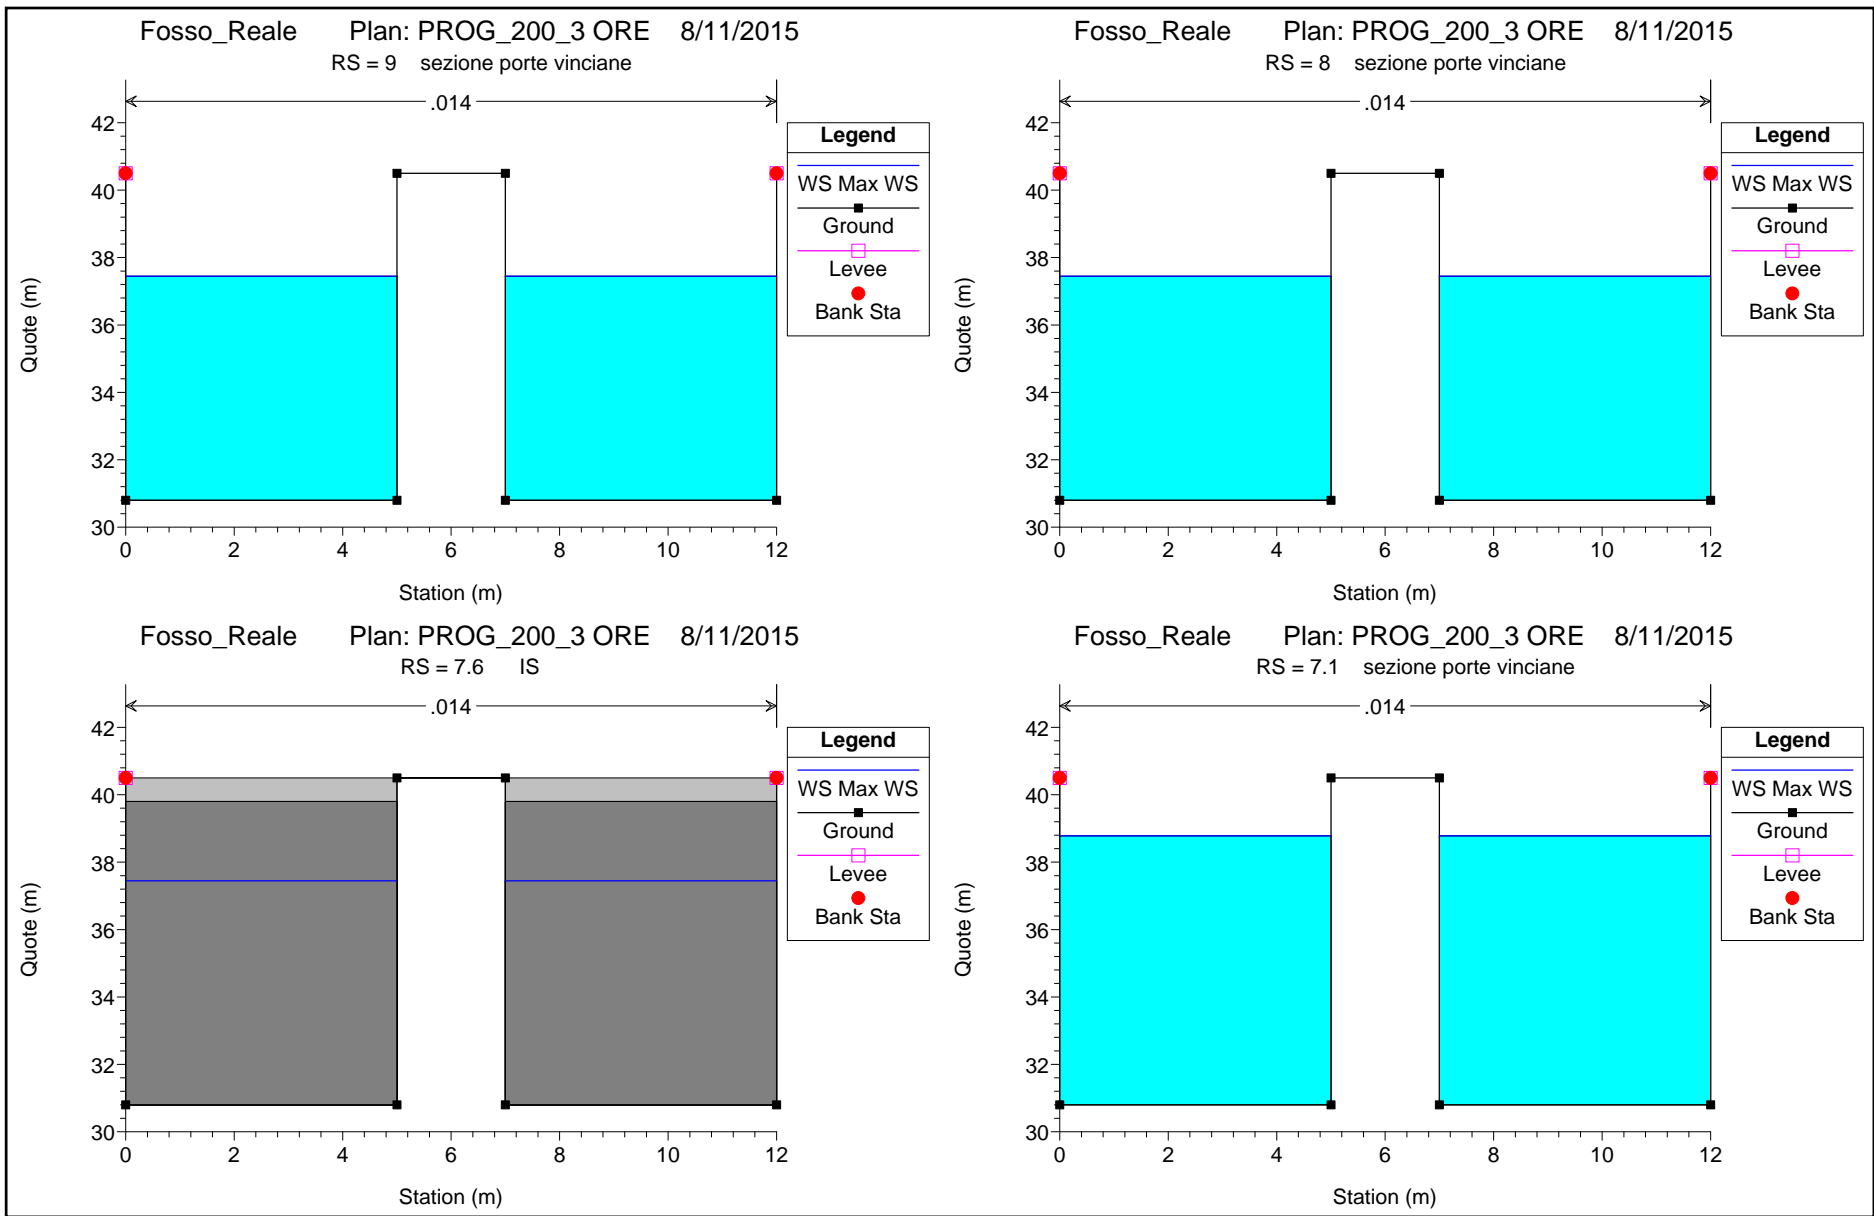 Fosso_Reale Plan: PROG_200_3 ORE 8/11/2015
RS = 9 sezione porte vinciane
.014
42
40
38
36
34
32
30
0 2 4 6 8 10 12
Station (m)
Quote (m)
Legend
WS Max WS
Ground
Levee
Bank Sta
Fosso_Reale Plan: PROG_200_3 ORE 8/11/2015
RS = 8 sezione porte vinciane
.014
42
40
38
36
34
32
30
0 2 4 6 8 10 12
Station (m)
Quote (m)
Legend
WS Max WS
Ground
Levee
Bank Sta
Fosso_Reale Plan: PROG_200_3 ORE 8/11/2015
RS = 7.6 IS
.014
42
40
38
36
34
32
30
0 2 4 6 8 10 12
Station (m)
Quote (m)
Legend
WS Max WS
Ground
Levee
Bank Sta
Fosso_Reale Plan: PROG_200_3 ORE 8/11/2015
RS = 7.1 sezione porte vinciane
.014
42
40
38
36
34
32
30
0 2 4 6 8 10 12
Station (m)
Quote (m)
Legend
WS Max WS
Ground
Levee
Bank Sta